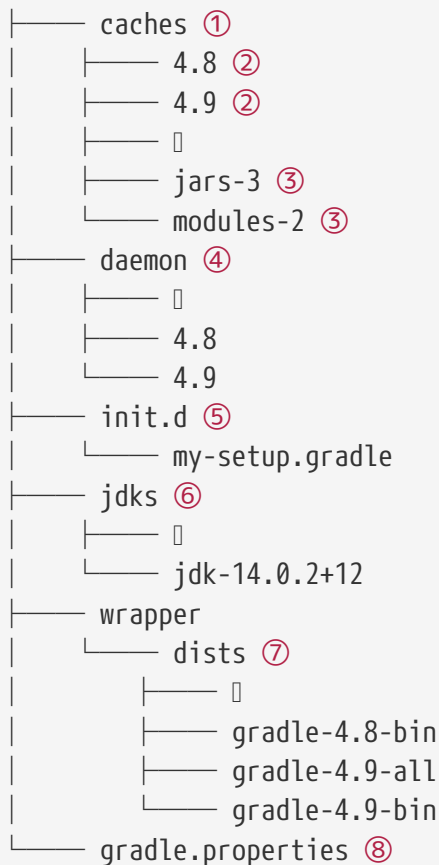 ├── caches ①
│   ├── 4.8 ②
│   ├── 4.9 ②
│   ├── ▯
│   ├── jars-3 ③
│   └── modules-2 ③
├── daemon ④
│   ├── ▯
│   ├── 4.8
│   └── 4.9
├── init.d ⑤
│   └── my-setup.gradle
├── jdks ⑥
│   ├── ▯
│   └── jdk-14.0.2+12
├── wrapper
│   └── dists ⑦
│       ├── ▯
│       ├── gradle-4.8-bin
│       ├── gradle-4.9-all
│       └── gradle-4.9-bin
└── gradle.properties ⑧